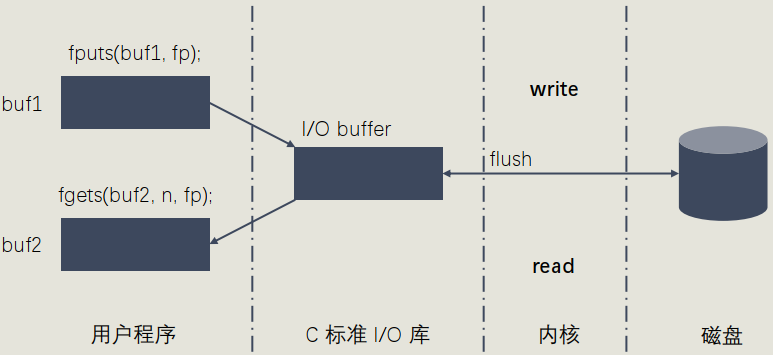 fputs(buf1, fp);
buf1
write
I/O buffer
flush
fgets(buf2, n, fp);
buf2
read
用户程序
C 标准 I/O 库
内核
磁盘